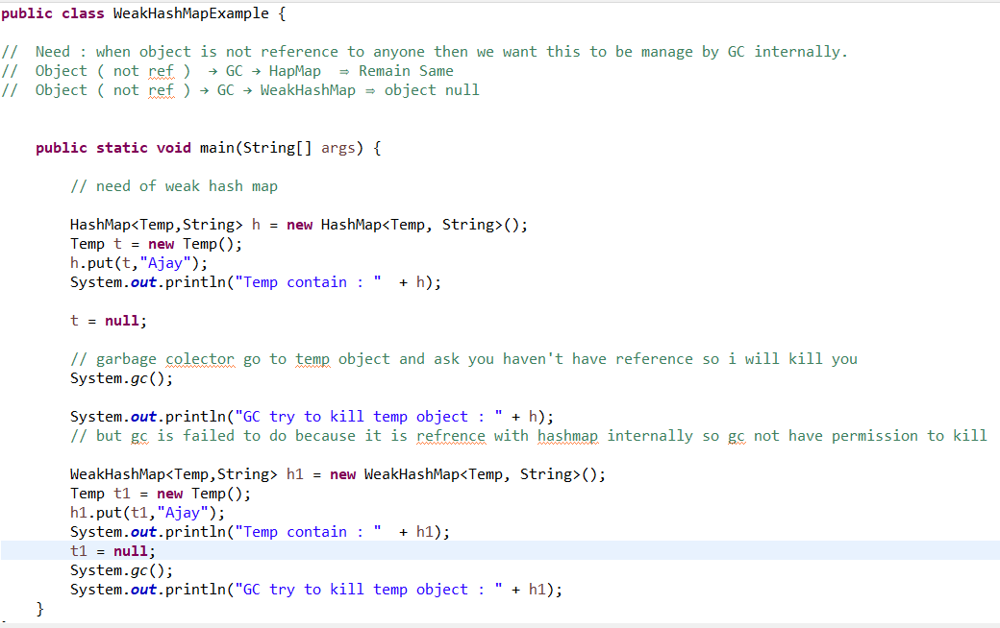 public class WeakHashMapExample {
// Need : when object is not reference to anyone then we want this to be manage by GC internally.
// Object ( not ref ) → GC → HapMap ⇒ Remain Same
// Object ( not ref ) → GC → WeakHashMap ⇒ object null
public static void main(String[] args) {
// need of weak hash map
HashMap<Temp,String> h = new HashMap<Temp, String>();
Temp t = new Temp();
h.put(t,"Ajay");
System.out.println("Temp contain : " + h);
t = null;
// garbage colector go to temp object and ask you haven't have reference so i will kill you
System.gc();
System.out.println("GC try to kill temp object : " + h);
// but gc is failed to do because it is refrence with hashmap internally so gc not have permission to kill
WeakHashMap<Temp,String> h1 = new WeakHashMap<Temp, String>();
Temp t1 = new Temp();
h1.put(t1,"Ajay");
System.out.println("Temp contain : " + h1);
t1 = null;
System.gc();
System.out.println("GC try to kill temp object : " + h1);
}